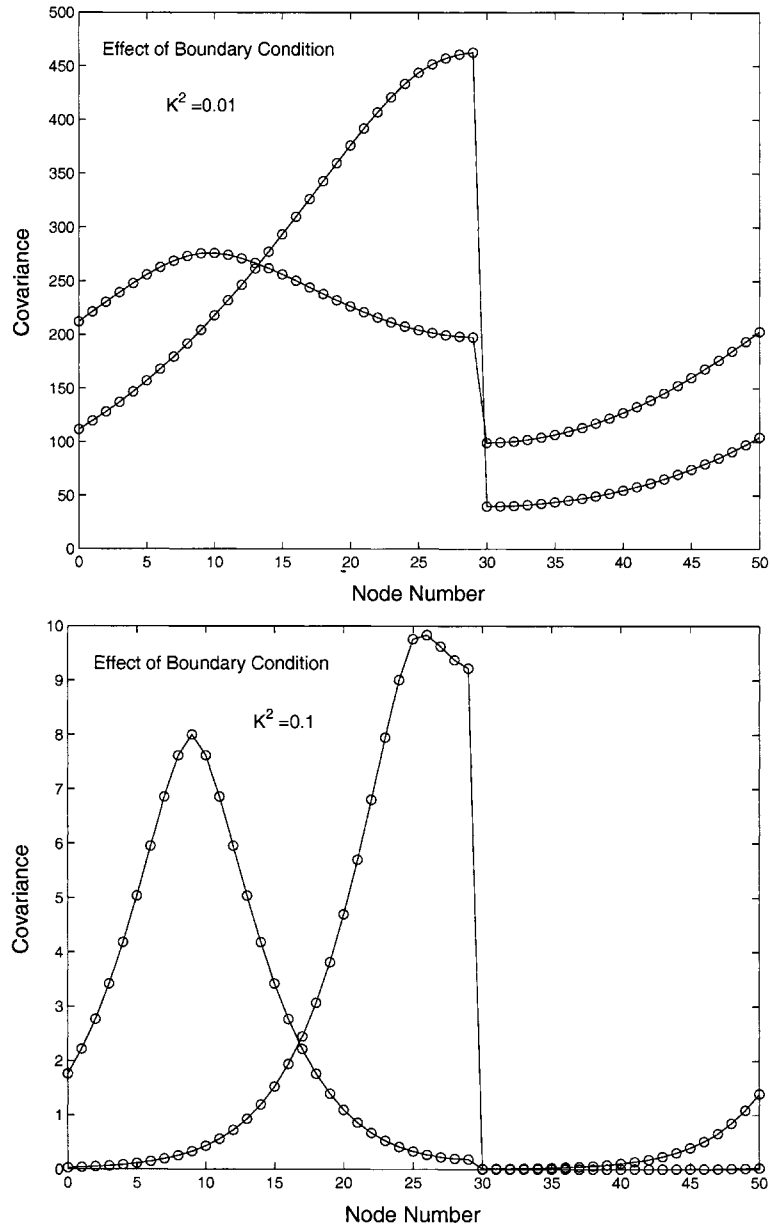 500
450
400
350
300
250
200
150
100
50
0
Covariance
Effect of Boundary Condition
K² =0.01
0 5 10 15 20 25 30 35 40 45 50
Node Number
10
9
8
7
6
5
4
3
2
1
0
Covariance
Effect of Boundary Condition
K² =0.1
0 5 10 15 20 25 30 35 40 45 50
Node Number